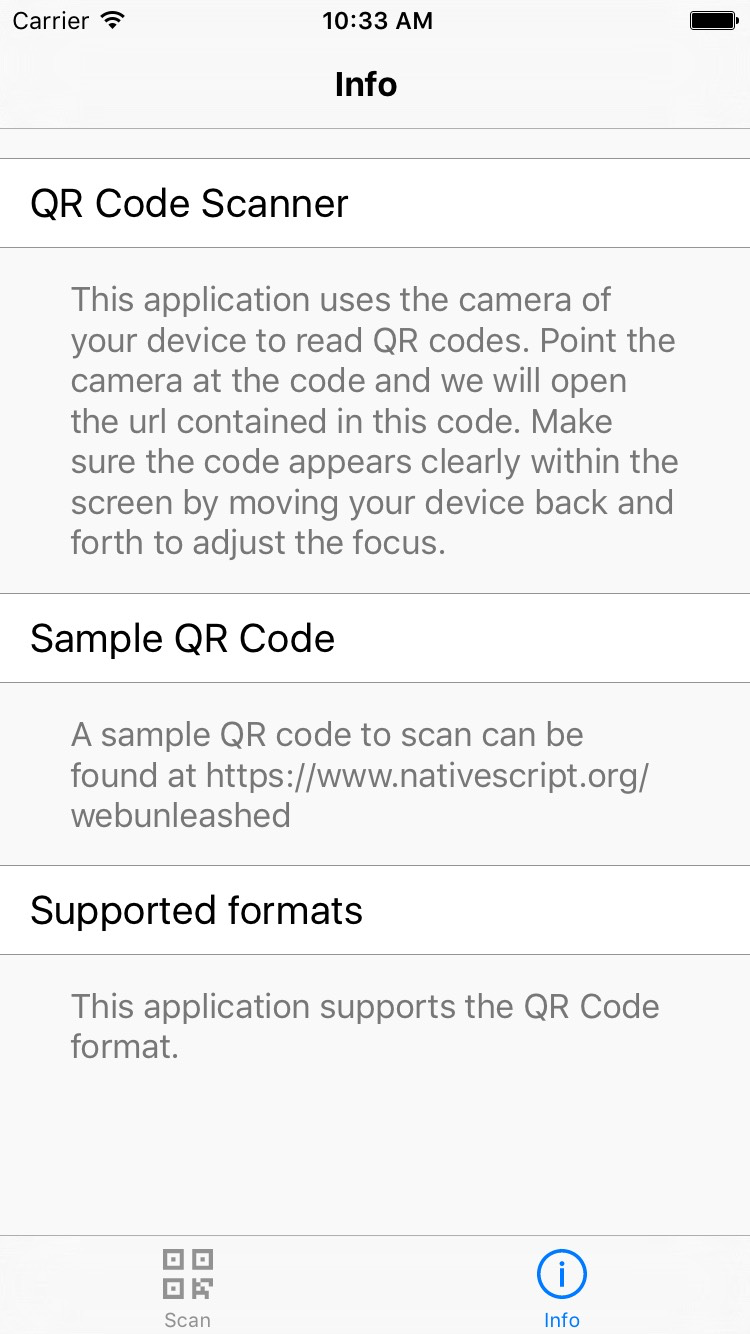 Carrier 10:33 AM
Info
QR Code Scanner
This application uses the camera of
your device to read QR codes. Point the
camera at the code and we will open
the url contained in this code. Make
sure the code appears clearly within the
screen by moving your device back and
forth to adjust the focus.
Sample QR Code
A sample QR code to scan can be
found at https://www.nativescript.org/
webunleashed
Supported formats
This application supports the QR Code
format.
Scan Info